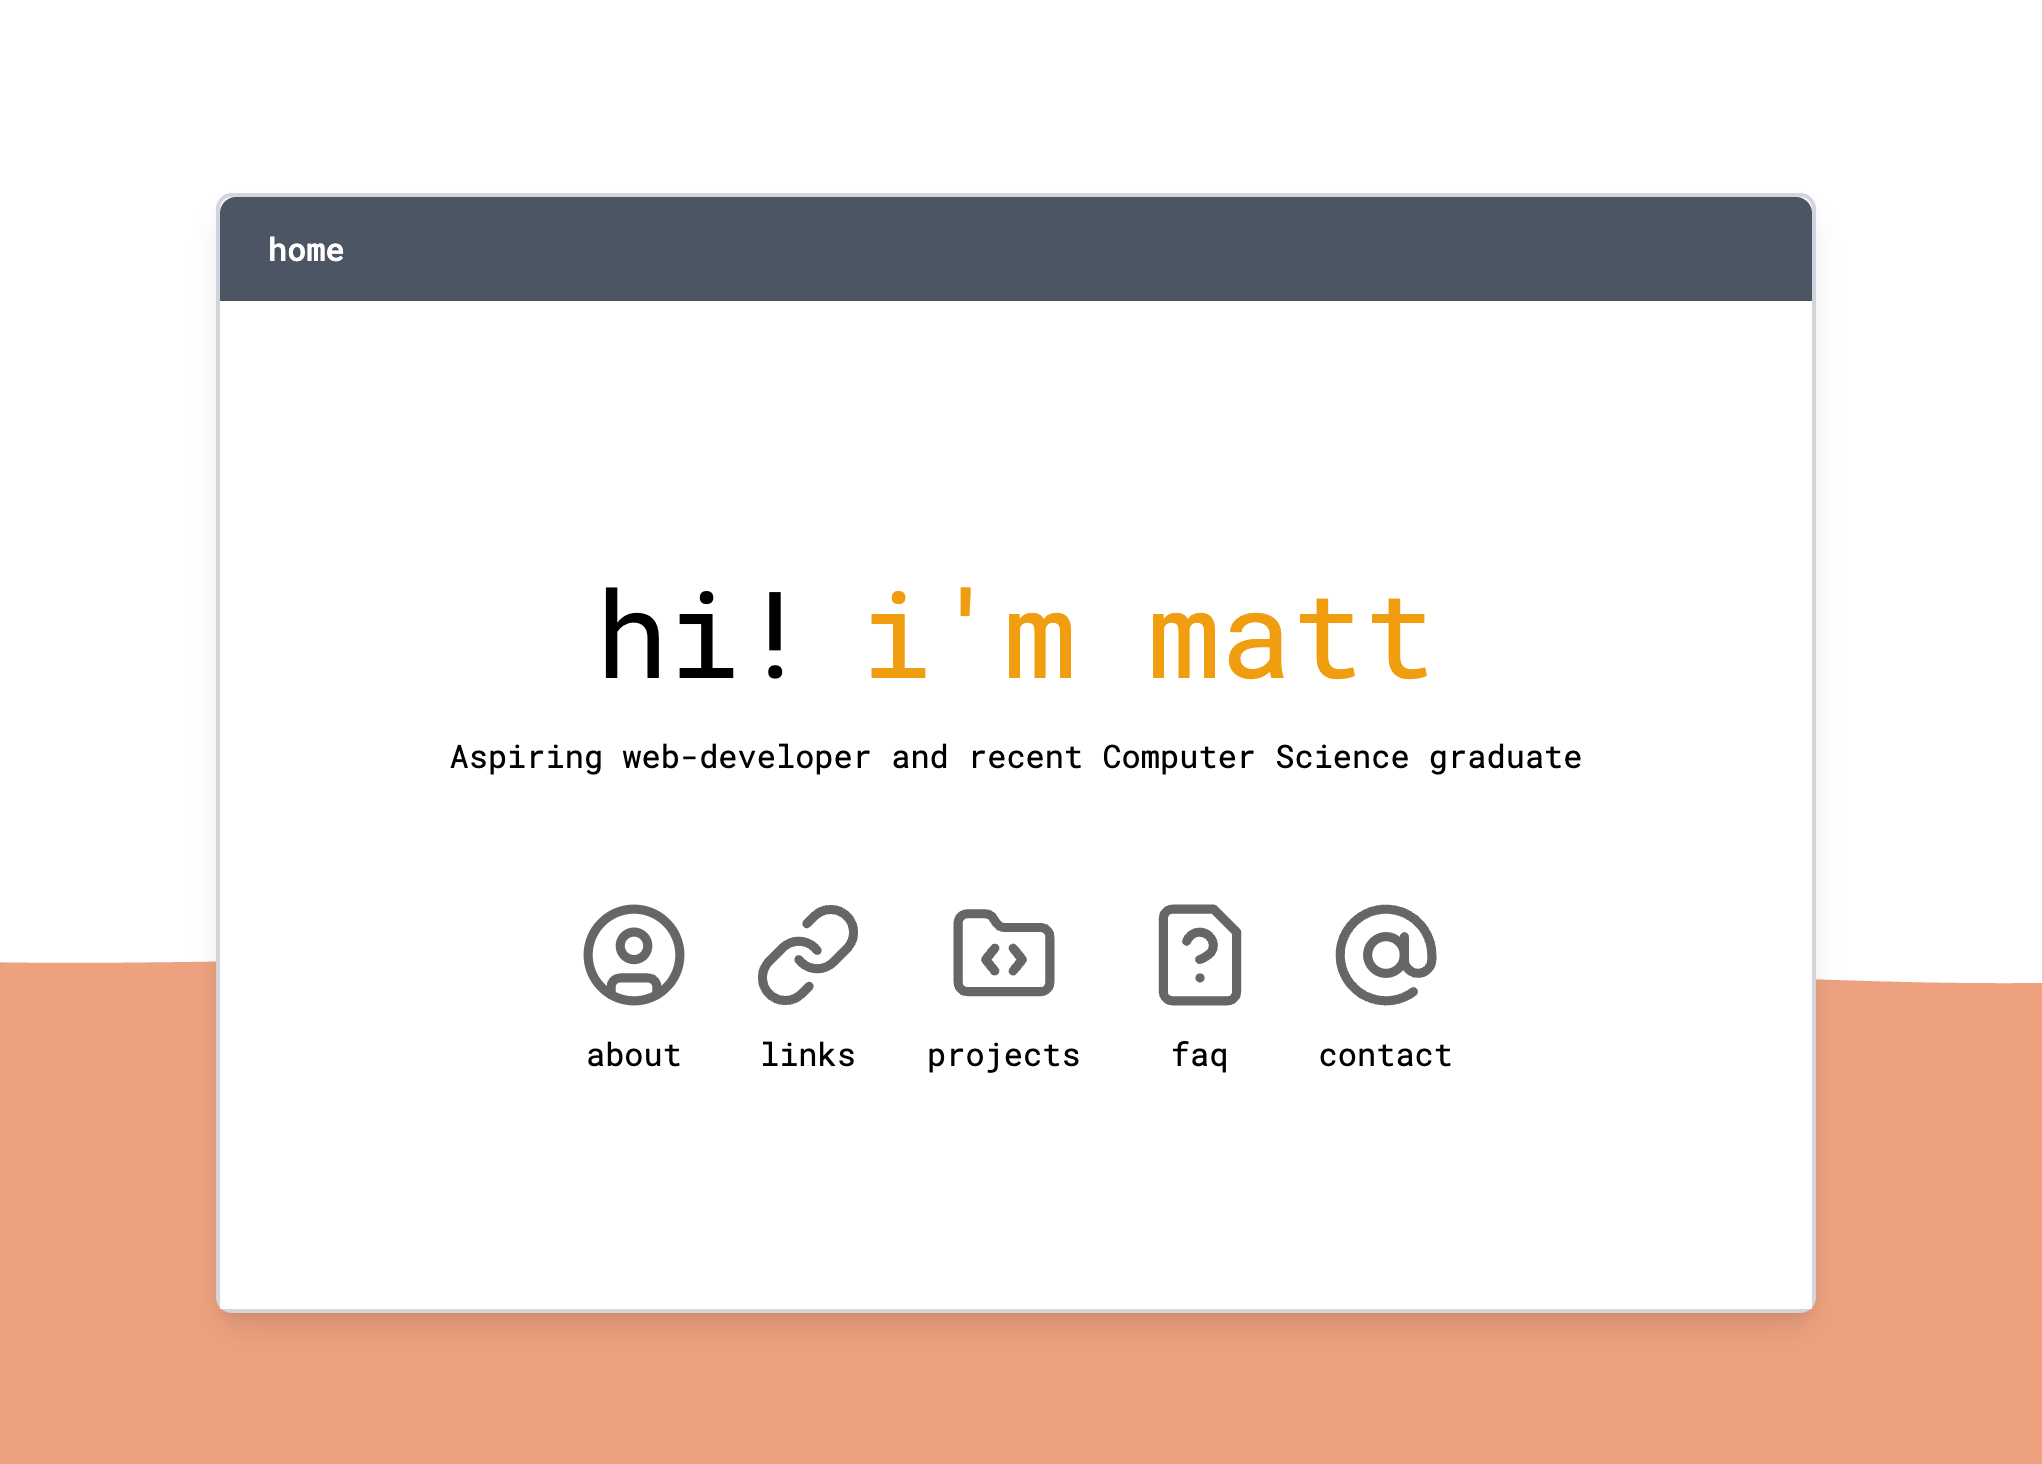 home
hi! i'm matt
Aspiring web-developer and recent Computer Science graduate
about links projects faq contact